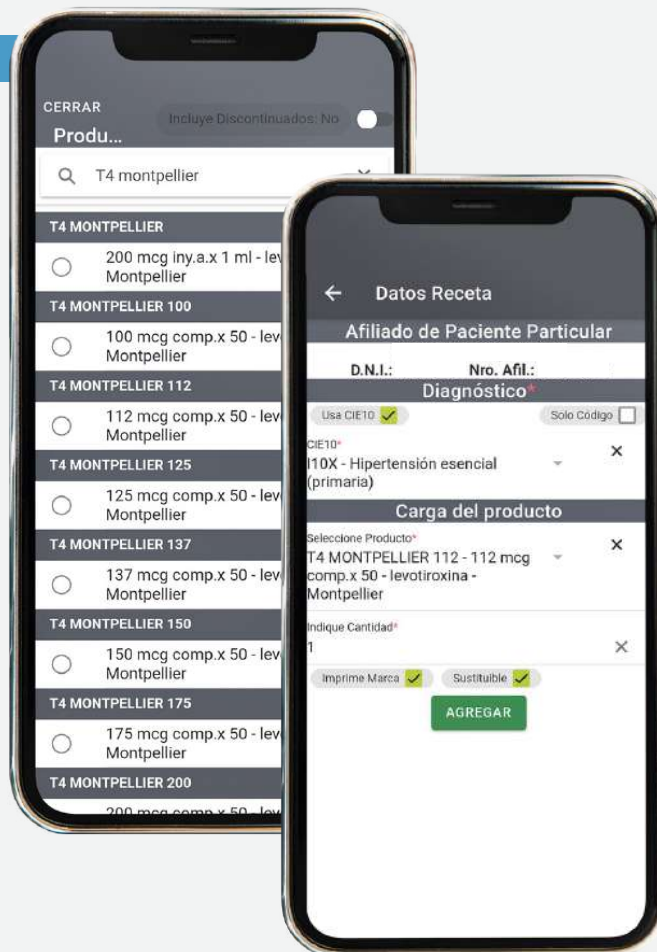 CERRAR
Incluye Discontinuados: No
Produ...
T4 montpellier
T4 MONTPELLIER
200 mcg iny.a.x 1 ml - lev
Montpellier
T4 MONTPELLIER 100
100 mcg comp.x 50 - lev
Montpellier
T4 MONTPELLIER 112
112 mcg comp.x 50 - lev
Montpellier
T4 MONTPELLIER 125
125 mcg comp.x 50 - lev
Montpellier
T4 MONTPELLIER 137
137 mcg comp.x 50 - lev
Montpellier
T4 MONTPELLIER 150
150 mcg comp.x 50 - lev
Montpellier
T4 MONTPELLIER 175
175 mcg comp.x 50 - lev
Montpellier
T4 MONTPELLIER 200
200 mcg comp.x 50 - lev
Datos Receta
Afiliado de Paciente Particular
D.N.I.: Nro. Afil.:
Diagnóstico*
Usa CIE10 Solo Código
CIE10*
I10X - Hipertensión esencial
(primaria)
Carga del producto
Seleccione Producto*
T4 MONTPELLIER 112 - 112 mcg
comp.x 50 - levotiroxina -
Montpellier
Indique Cantidad*
1
Imprime Marca Sustituible
AGREGAR